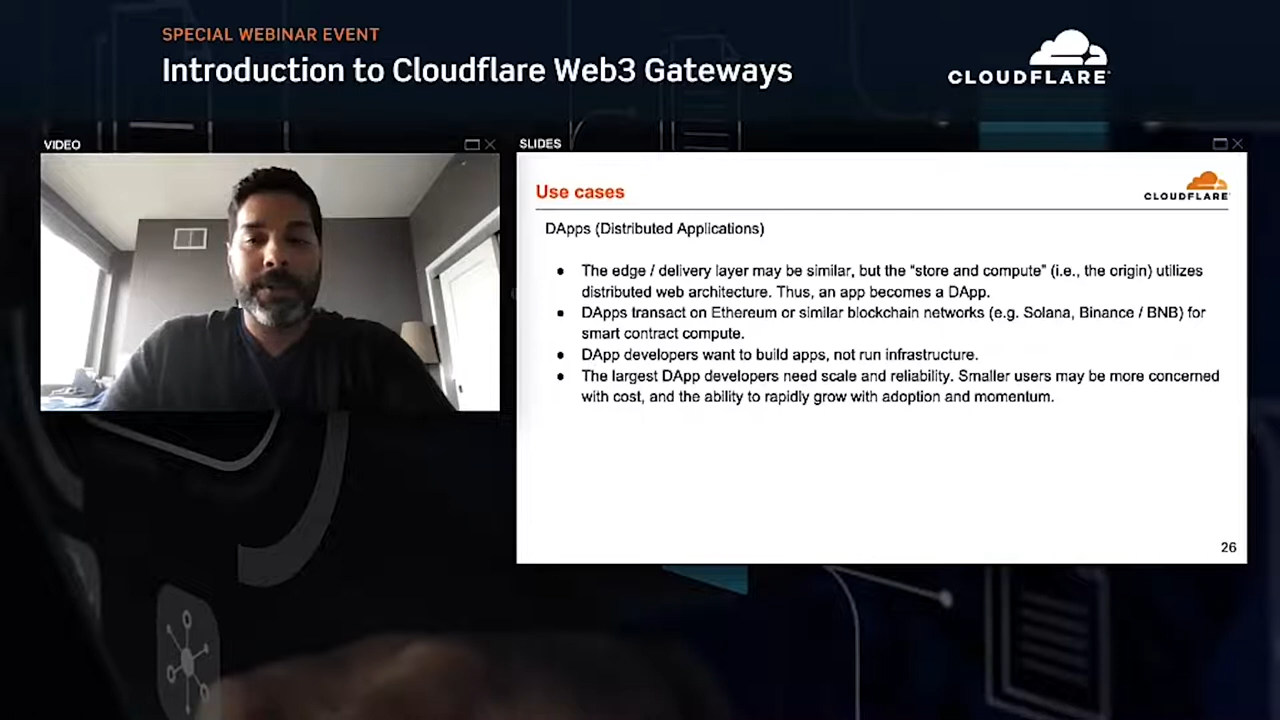 SPECIAL WEBINAR EVENT
Introduction to Cloudflare Web3 Gateways
CLOUDFLARE
VIDEO
SLIDES
Use cases
CLOUDFLARE
DApps (Distributed Applications)
● The edge / delivery layer may be similar, but the “store and compute” (i.e., the origin) utilizes
distributed web architecture. Thus, an app becomes a DApp.
● DApps transact on Ethereum or similar blockchain networks (e.g. Solana, Binance / BNB) for
smart contract compute.
● DApp developers want to build apps, not run infrastructure.
● The largest DApp developers need scale and reliability. Smaller users may be more concerned
with cost, and the ability to rapidly grow with adoption and momentum.
26